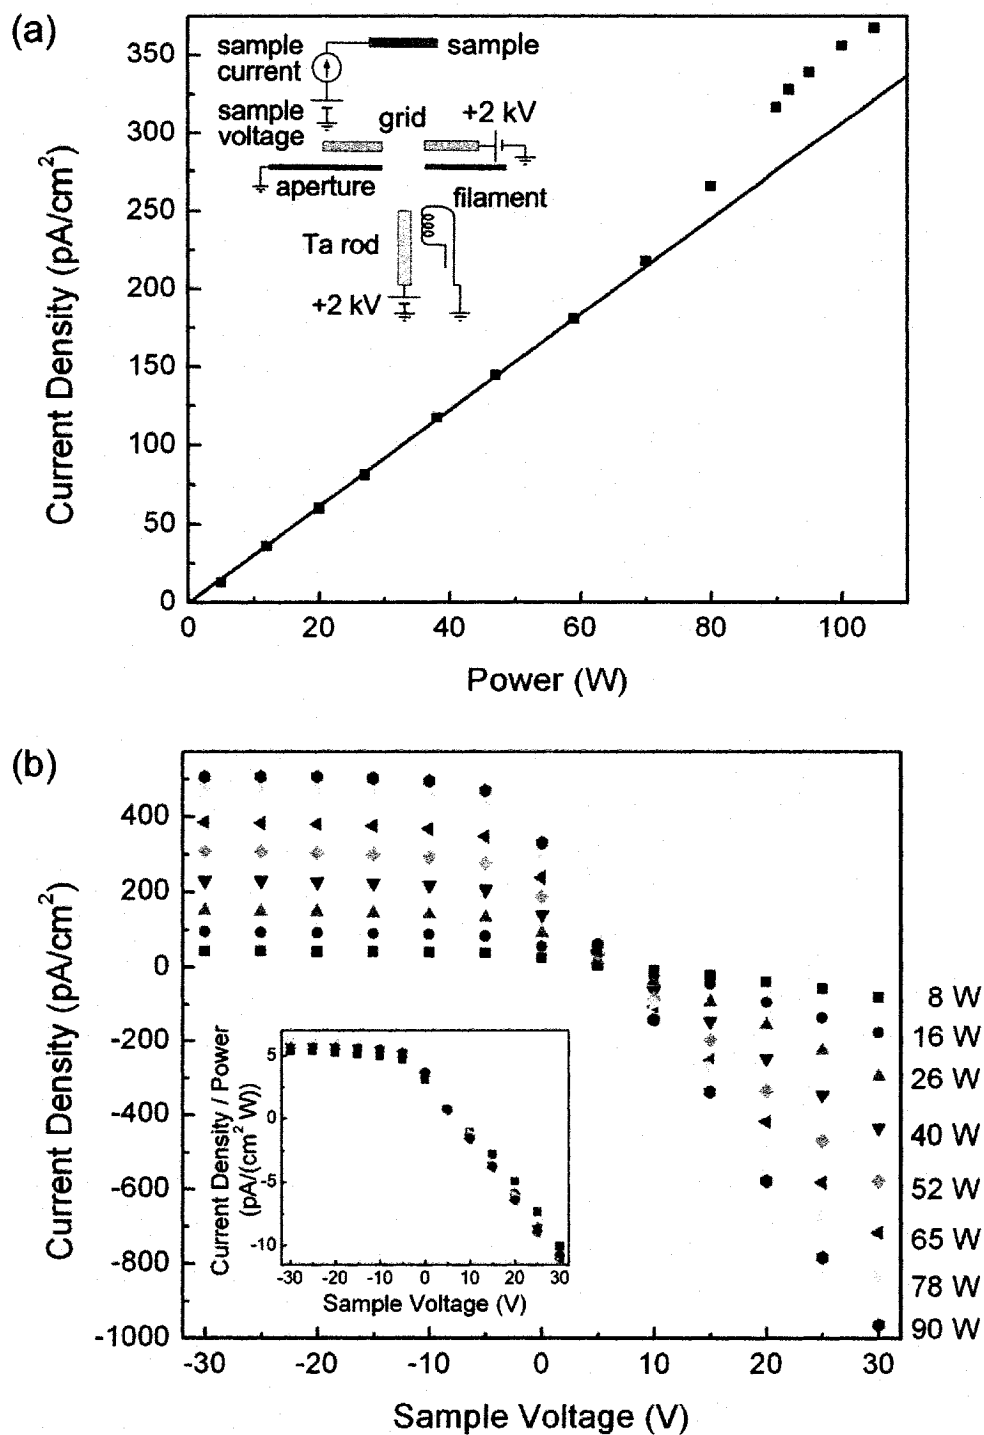 (a)
350
300
250
200
150
100
50
0
Current Density (pA/cm²)
sample current
sample
sample voltage
grid
+2 kV
aperture
filament
Ta rod
+2 kV
0 20 40 60 80 100
Power (W)
(b)
400
200
0
-200
-400
-600
-800
-1000
Current Density (pA/cm²)
8 W
16 W
26 W
40 W
52 W
65 W
78 W
90 W
Current Density / Power
(pA/(cm² W))
5
0
-5
-10
-30 -20 -10 0 10 20 30
Sample Voltage (V)
-30 -20 -10 0 10 20 30
Sample Voltage (V)